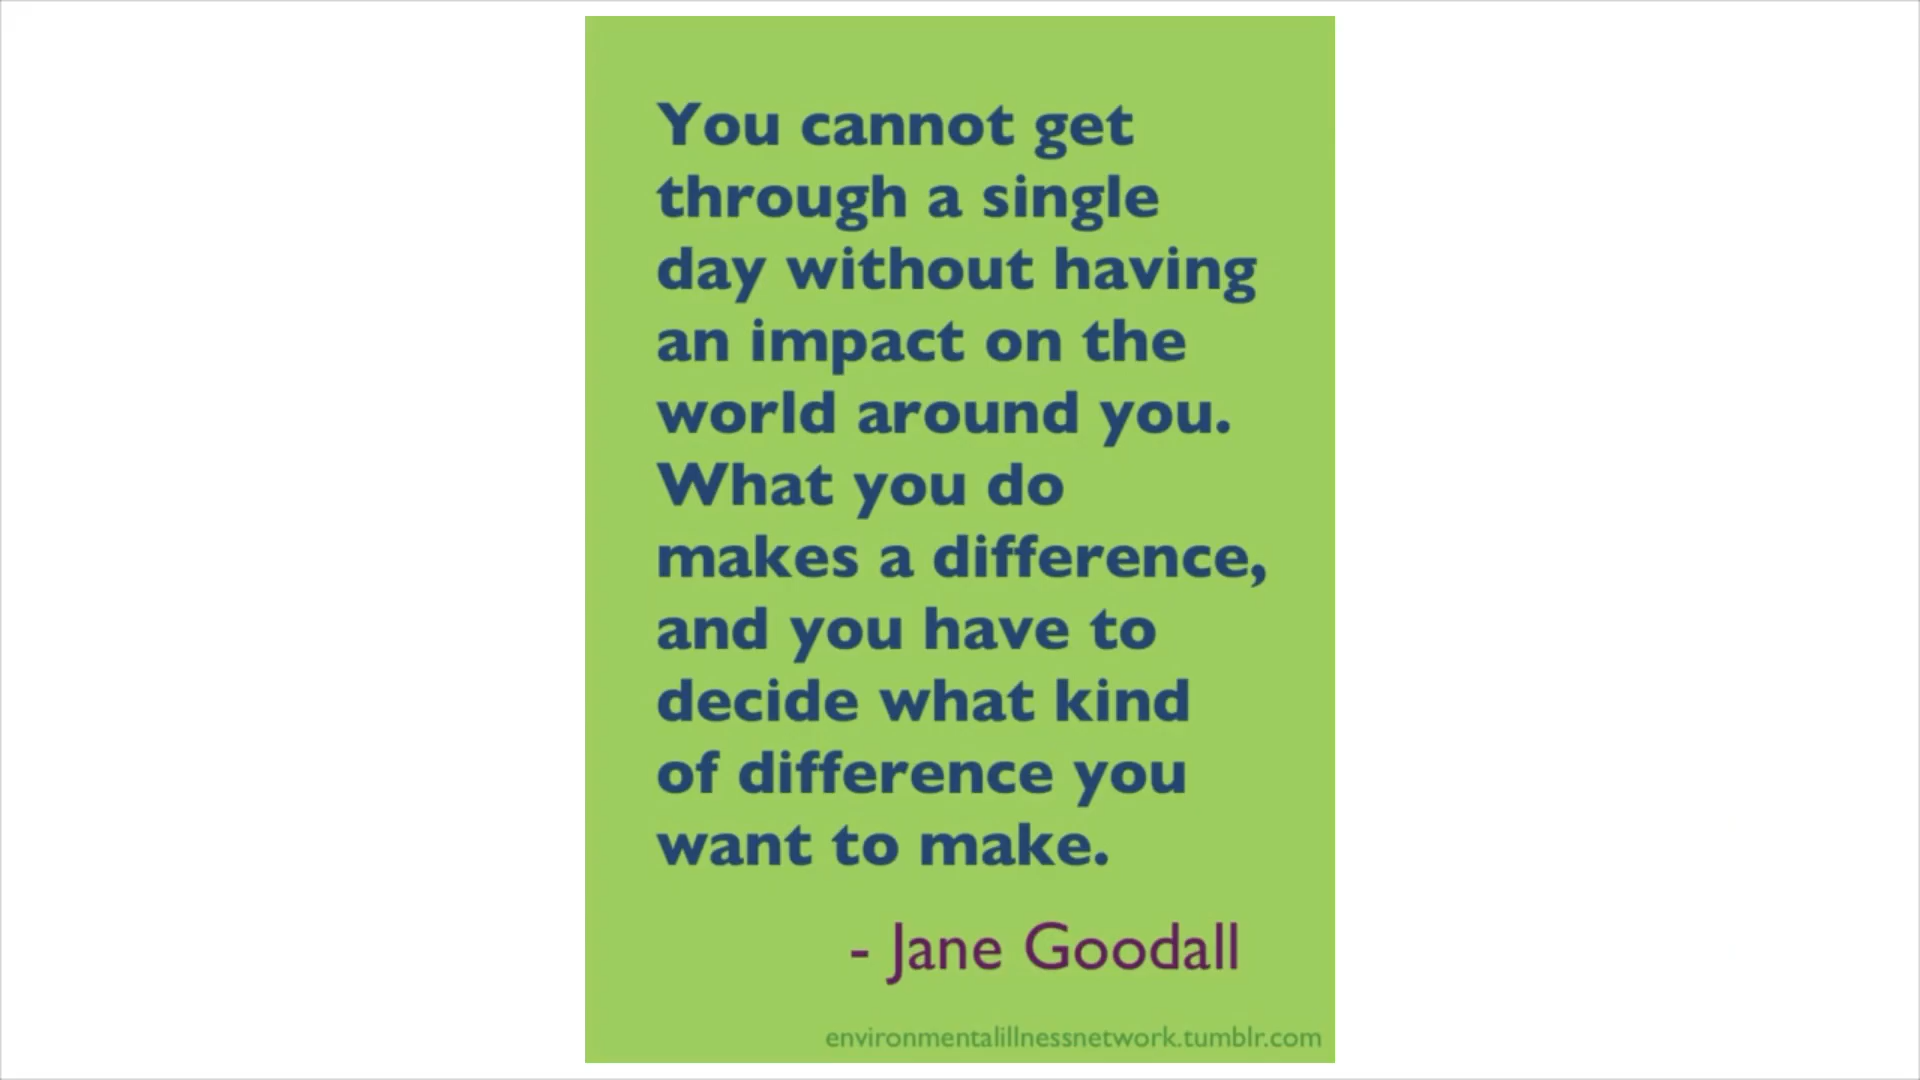 You cannot get
through a single
day without having
an impact on the
world around you.
What you do
makes a difference,
and you have to
decide what kind
of difference you
want to make.
- Jane Goodall
environmentalillnessnetwork.tumblr.com